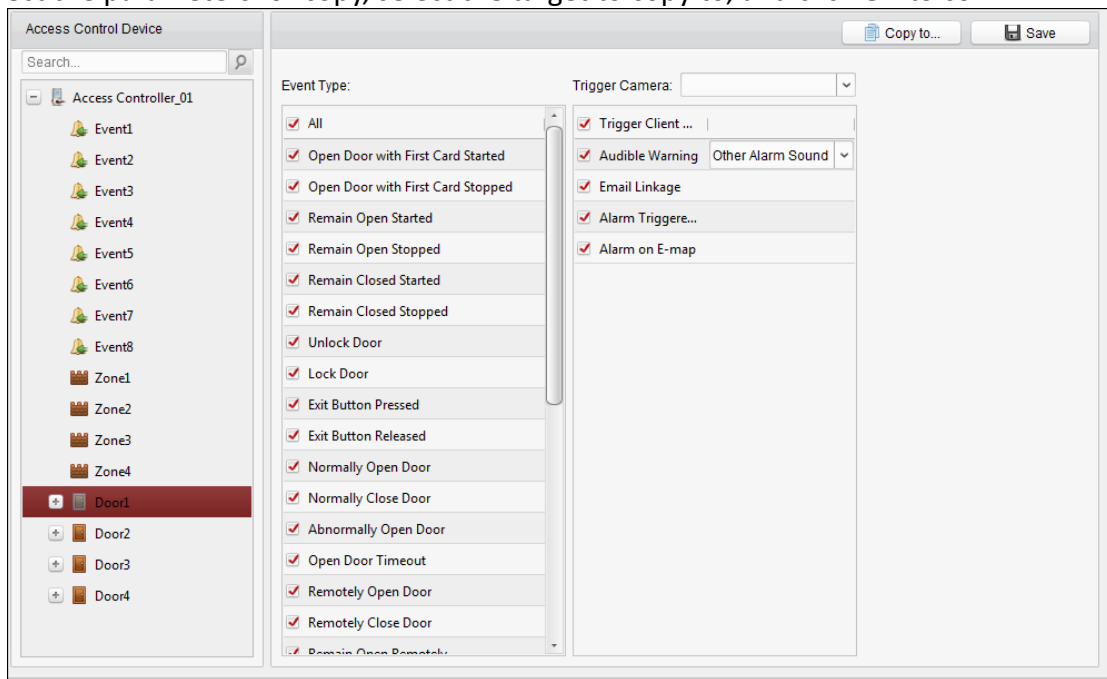 Access Control Device
Copy to...
Save
Search...
Access Controller_01
Event1
Event2
Event3
Event4
Event5
Event6
Event7
Event8
Zone1
Zone2
Zone3
Zone4
Door1
Door2
Door3
Door4
Event Type:
All
Open Door with First Card Started
Open Door with First Card Stopped
Remain Open Started
Remain Open Stopped
Remain Closed Started
Remain Closed Stopped
Unlock Door
Lock Door
Exit Button Pressed
Exit Button Released
Normally Open Door
Normally Close Door
Abnormally Open Door
Open Door Timeout
Remotely Open Door
Remotely Close Door
Remain Open Remotely
Trigger Camera:
Trigger Client ...
Audible Warning Other Alarm Sound
Email Linkage
Alarm Triggere...
Alarm on E-map